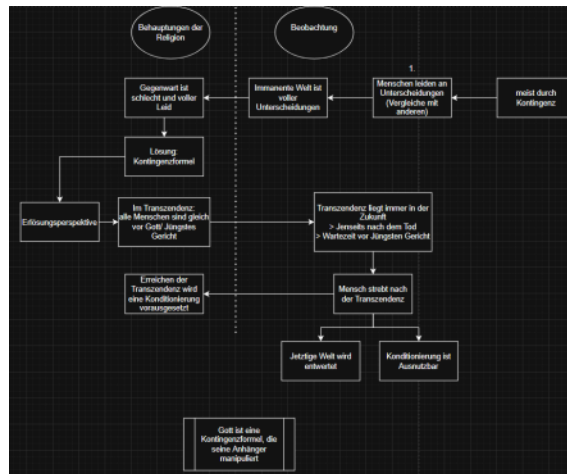 Behauptungen der
Religion
Beobachtung
1.
Gegenwart ist
schlecht und voller
Leid
Immanente Welt ist
voller
Unterscheidungen
Menschen leiden an
Unterscheidungen
(Vergleiche mit
anderen)
meist durch
Kontingenz
Lösung:
Kontingenzformel
Erlösungsperspektive
Im Transzendenz:
alle Menschen sind gleich
vor Gott/ Jüngsten
Gericht
Transzendenz liegt immer in der
Zukunft
> Jenseits nach dem Tod
> Wartezeit vor Jüngsten Gericht
Erreichen der
Transzendenz wird
eine Konditionierung
vorausgesetzt
Mensch strebt nach
der Transzendenz
Jetztige Welt wird
entwertet
Konditionierung ist
Ausnutzbar
Gott ist eine
Kontingenzformel, die
seine Anhänger
manipuliert